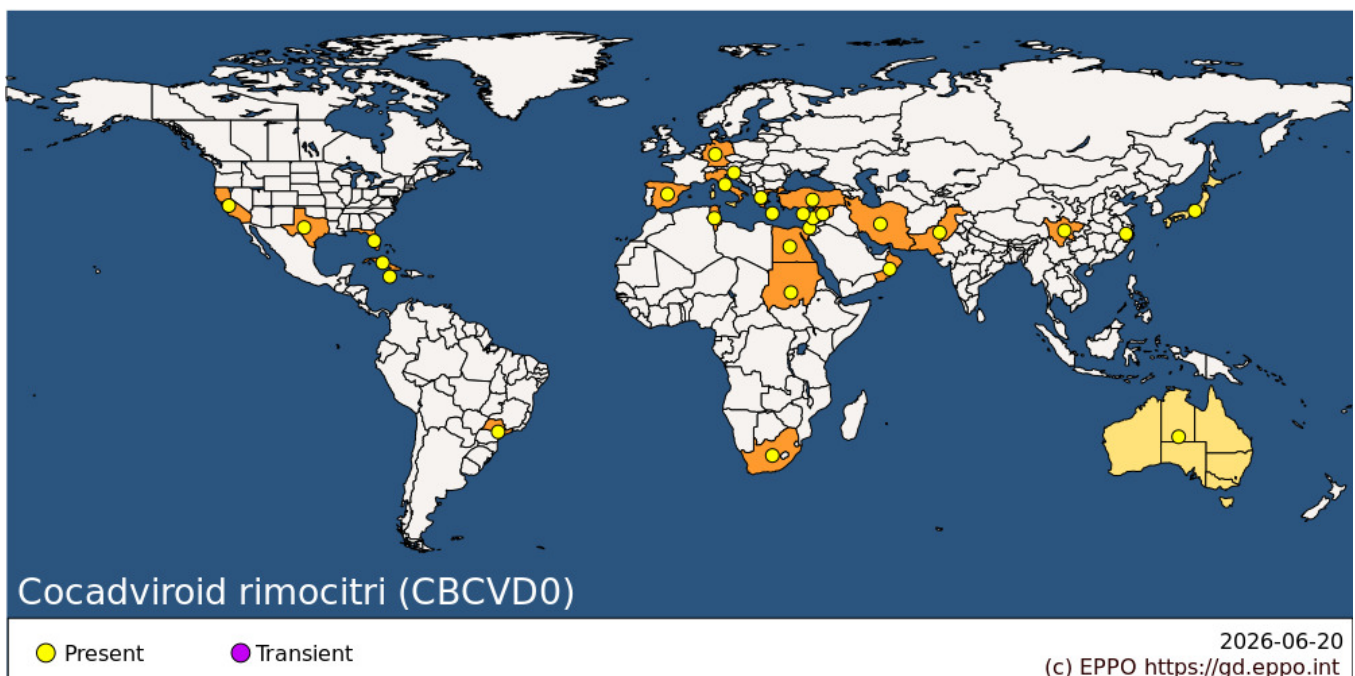 Cocadviroid rimocitri (CBCVD0)
Present
Transient
2026-06-20
(c) EPPO https://gd.eppo.int